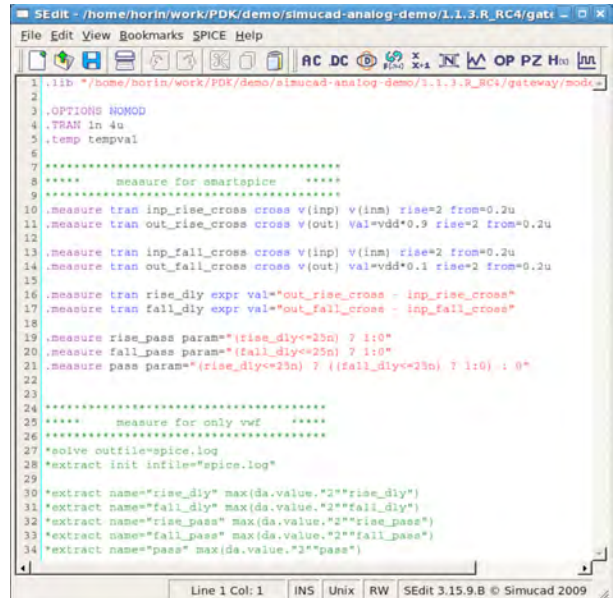 SEdit - /home/horin/work/PDK/demo/simucad-analog-demo/1.1.3.R_RC4/gate
File Edit View Bookmarks SPICE Help
AC DC OP PZ
1 .lib "/home/horin/work/PDK/demo/simucad-analog-demo/1.1.3.R_RC4/gateway/mode
2
3 .OPTIONS NOMOD
4 .TRAN 1n 4u
5 .temp tempval
6
7 *****************************************
8 ***** measure for smartspice *****
9 *****************************************
10 .measure tran inp_rise_cross cross v(inp) v(inm) rise=2 from=0.2u
11 .measure tran out_rise_cross cross v(out) val=vdd*0.9 rise=2 from=0.2u
12
13 .measure tran inp_fall_cross cross v(inp) v(inm) rise=2 from=0.2u
14 .measure tran out_fall_cross cross v(out) val=vdd*0.1 rise=2 from=0.2u
15
16 .measure tran rise_dly expr val="out_rise_cross - inp_rise_cross"
17 .measure tran fall_dly expr val="out_fall_cross - inp_fall_cross"
18
19 .measure rise_pass param="(rise_dly<=25n) ? 1:0"
20 .measure fall_pass param="(fall_dly<=25n) ? 1:0"
21 .measure pass param="(rise_dly<=25n) ? ((fall_dly<=25n) ? 1:0) : 0"
22
23
24 ***************************************
25 ***** measure for only vwf *****
26 ***************************************
27 *solve outfile=spice.log
28 *extract init infile="spice.log"
29
30 *extract name="rise_dly" max(da.value."2""rise_dly")
31 *extract name="fall_dly" max(da.value."2""fall_dly")
32 *extract name="rise_pass" max(da.value."2""rise_pass")
33 *extract name="fall_pass" max(da.value."2""fall_pass")
34 *extract name="pass" max(da.value."2""pass")
Line 1 Col: 1 INS Unix RW SEdit 3.15.9.B © Simucad 2009